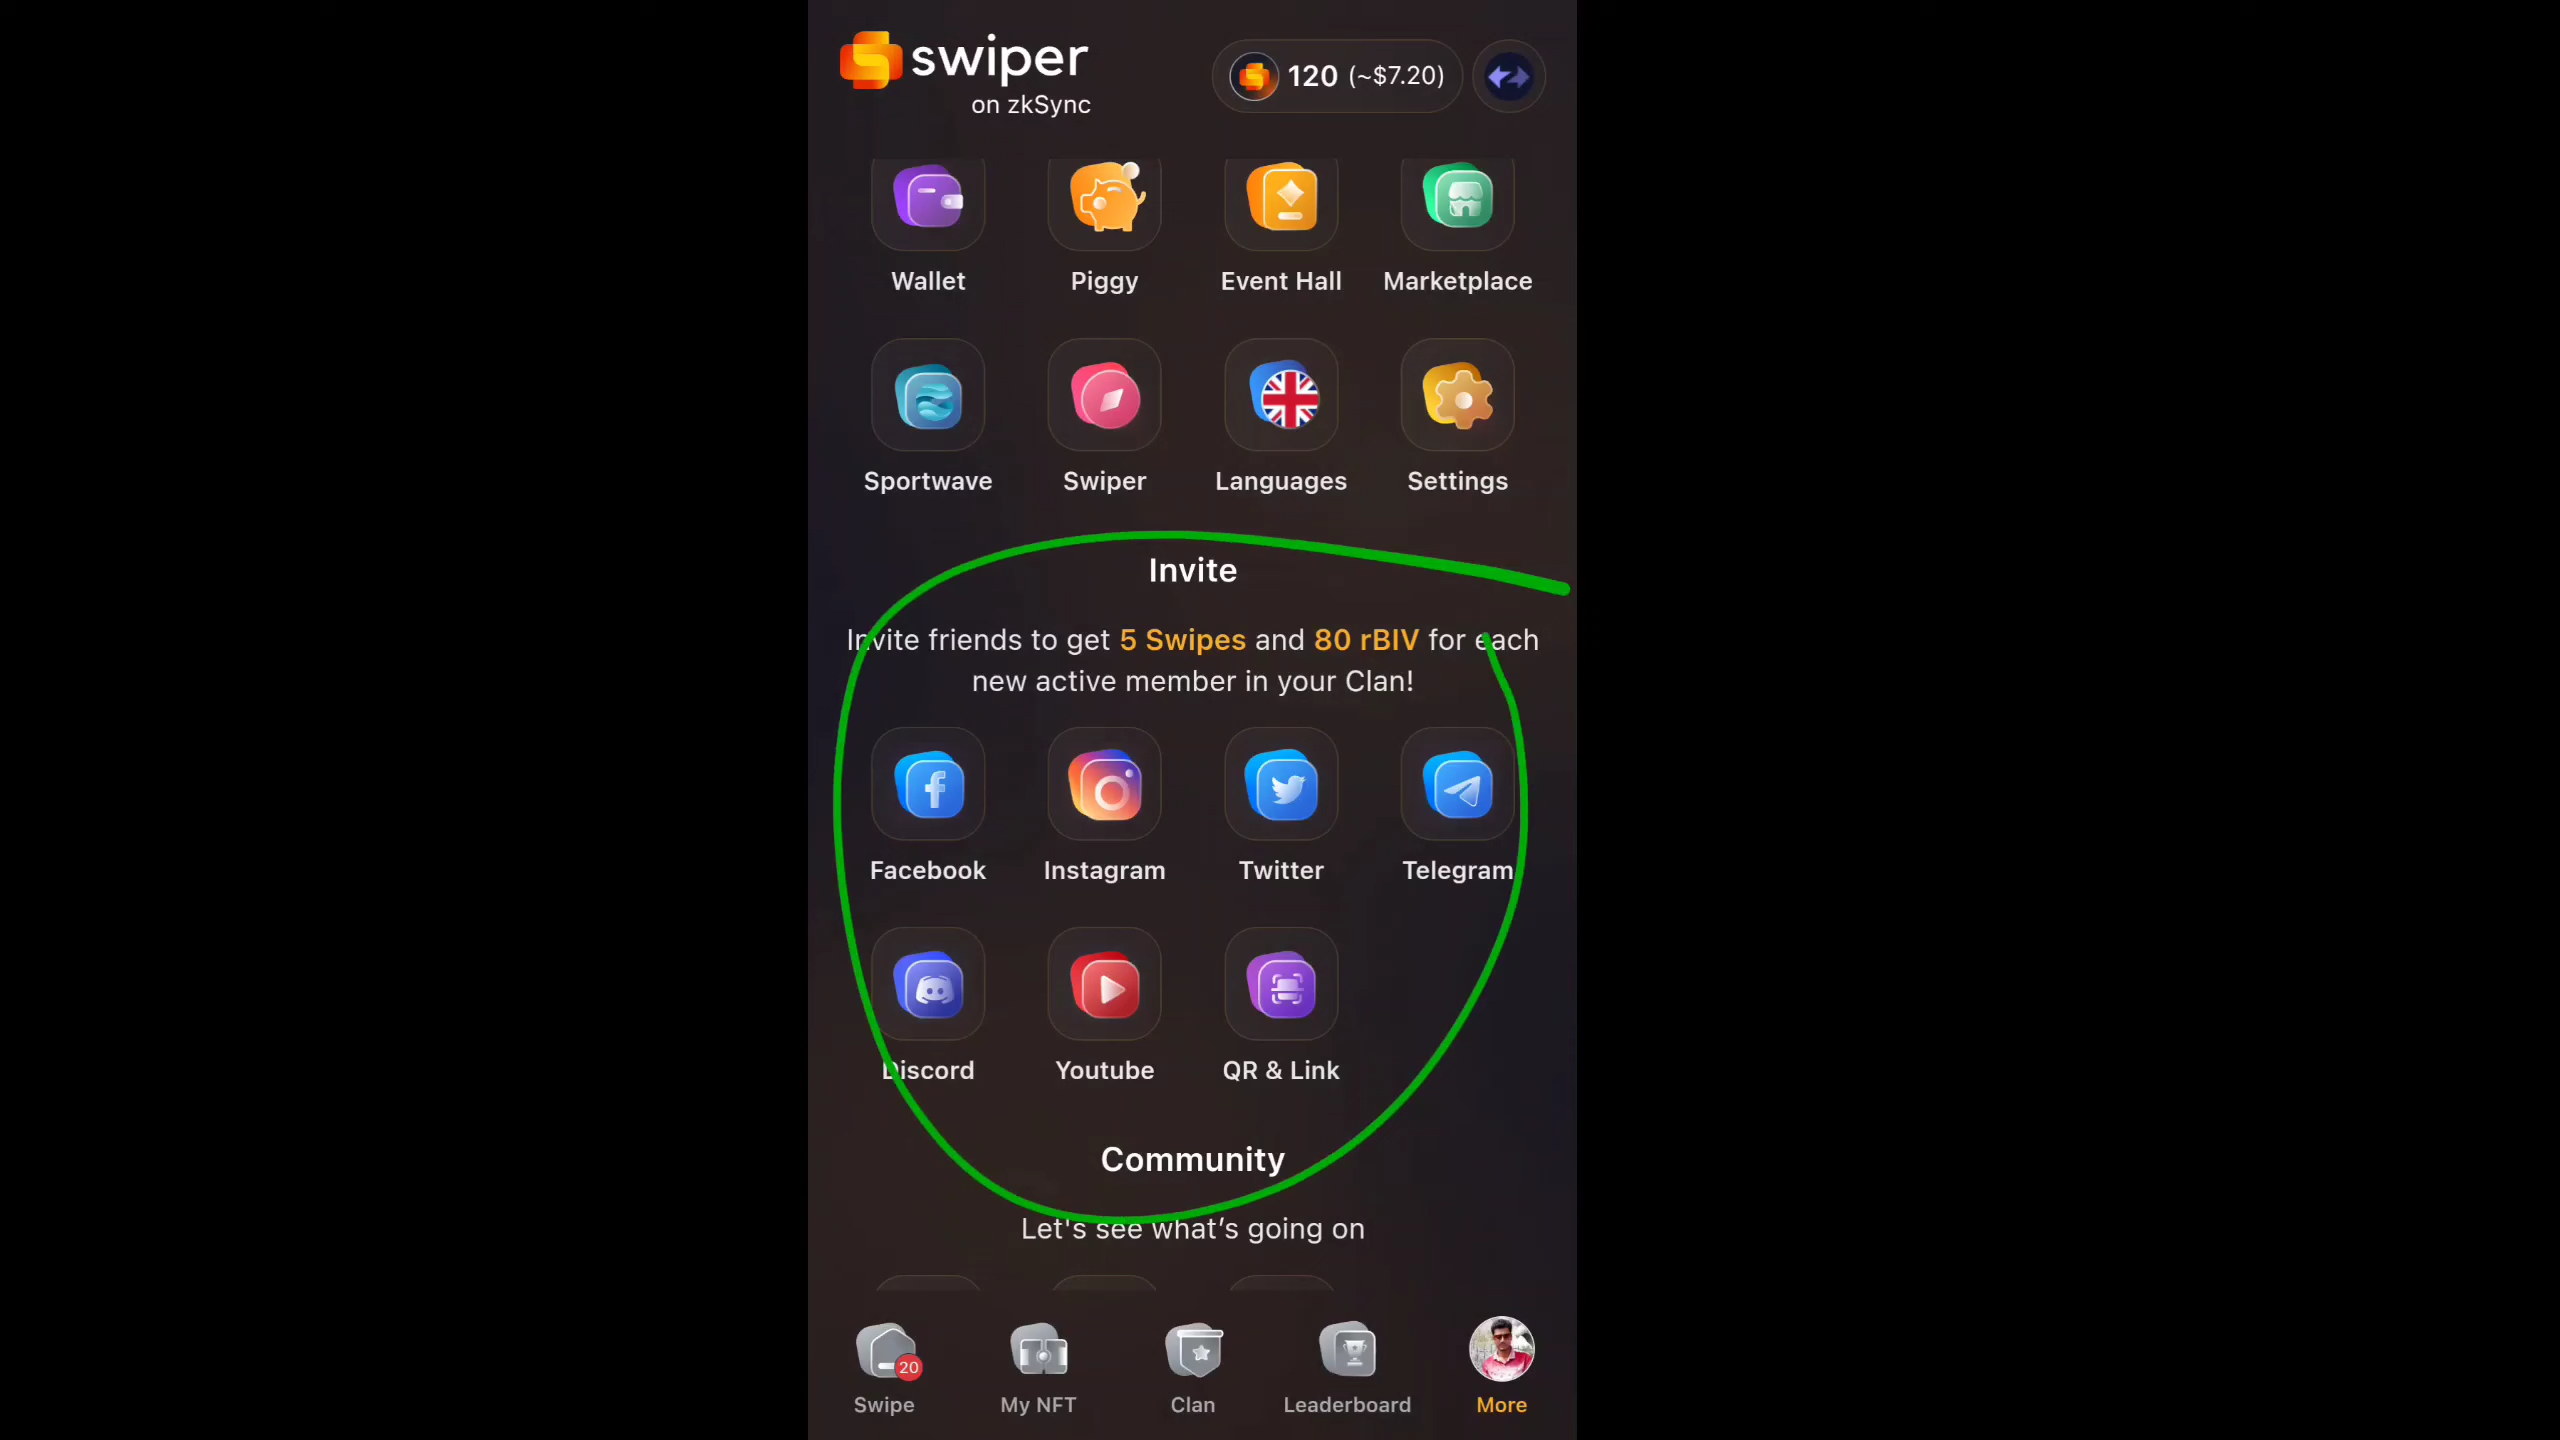 swiper
on zkSync
120 (~$7.20)
Wallet Piggy Event Hall Marketplace
Sportwave Swiper Languages Settings
Invite
Invite friends to get 5 Swipes and 80 rBIV for each
new active member in your Clan!
Facebook Instagram Twitter Telegram
Discord Youtube QR & Link
Community
Let's see what’s going on
20
Swipe My NFT Clan Leaderboard More